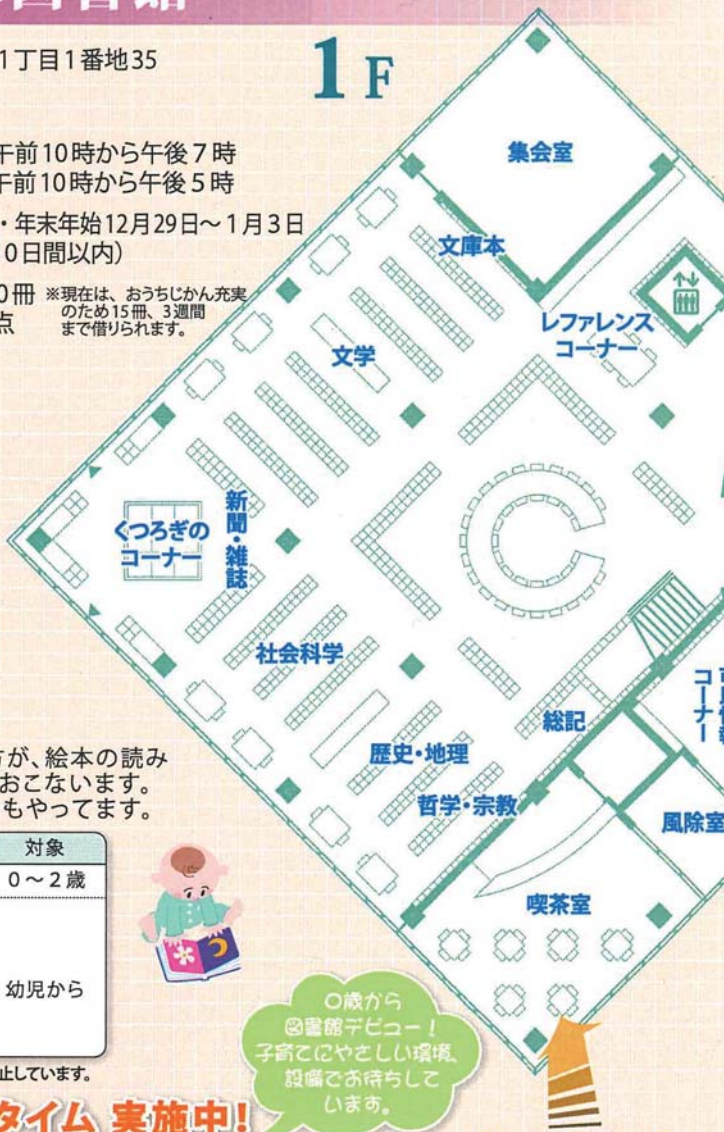 図書館
1丁目1番地35
1F
午前10時から午後7時
午前10時から午後5時
・年末年始12月29日～1月3日
0日間以内）
0冊 ※現在は、おうちじかん充実
のため15冊、3週間
点 まで借りられます。
集会室
文庫本
レファレンス
コーナー
文学
新聞・雑誌
くつろぎの
コーナー
社会科学
総記
コーナー
歴史・地理
哲学・宗教
風除室
喫茶室
方が、絵本の読み
おこないます。
もやってます。
対象
0～2歳
幼児から
止しています。
0歳から
図書館デビュー！
子育てにやさしい環境、
設備でお待ちして
います。
タイム 実施中!